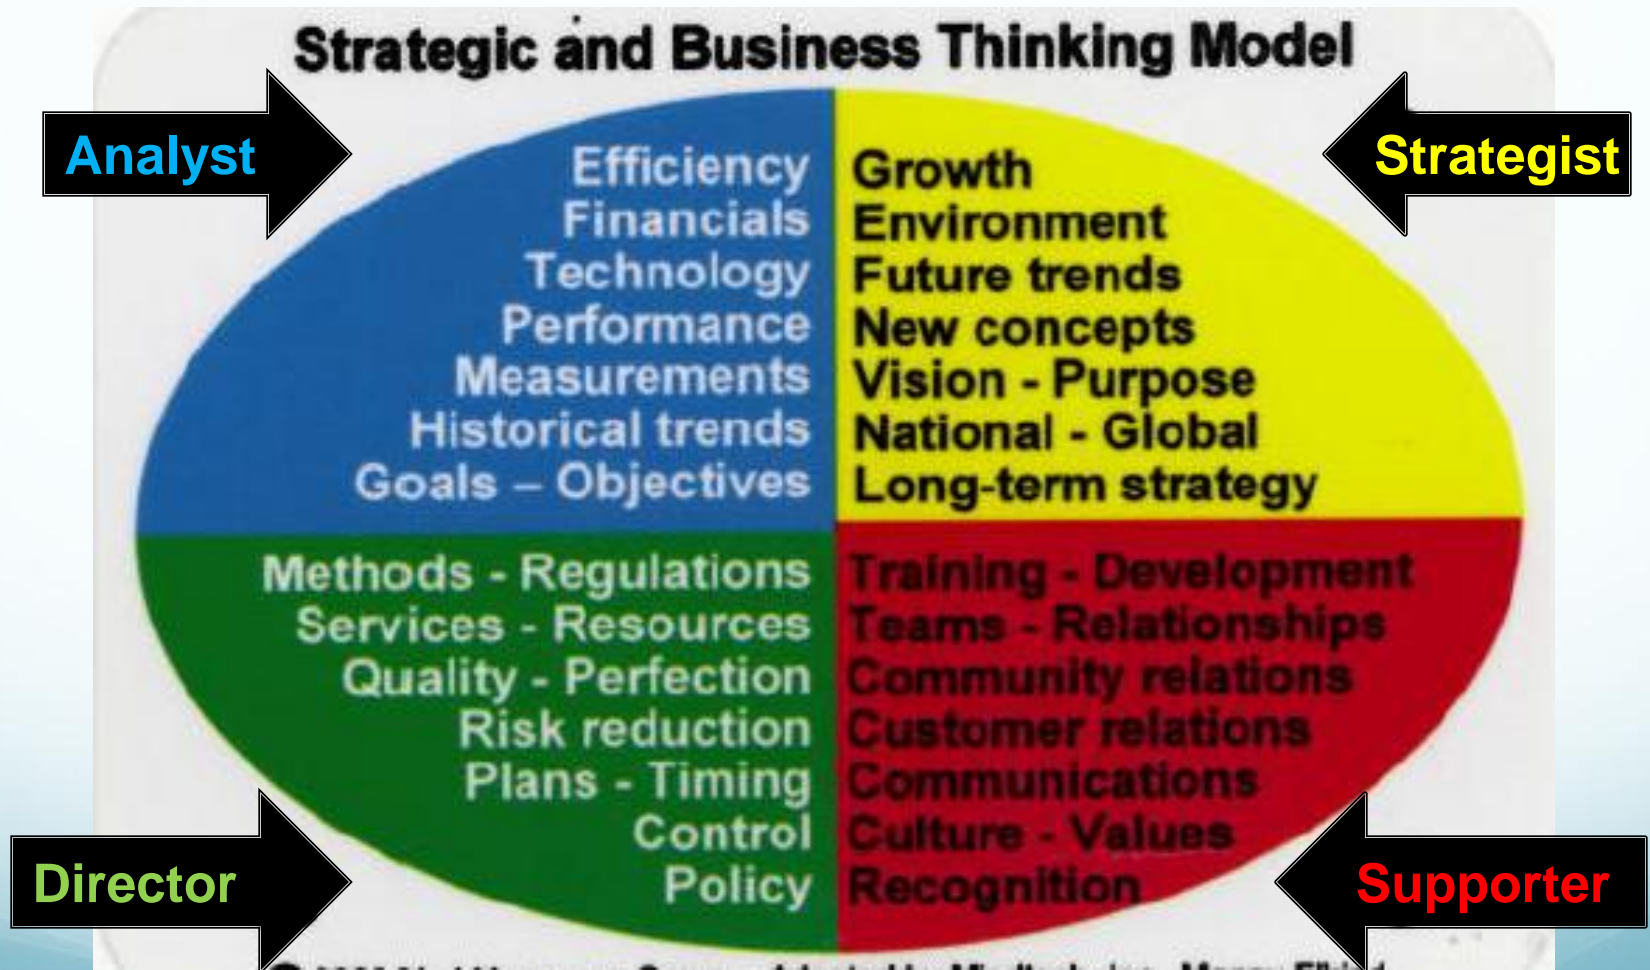 Strategic and Business Thinking Model
Analyst
Strategist
Efficiency
Financials
Technology
Performance
Measurements
Historical trends
Goals – Objectives
Growth
Environment
Future trends
New concepts
Vision - Purpose
National - Global
Long-term strategy
Methods - Regulations
Services - Resources
Quality - Perfection
Risk reduction
Plans - Timing
Control
Policy
Training - Development
Teams - Relationships
Community relations
Customer relations
Communications
Culture - Values
Recognition
Director
Supporter